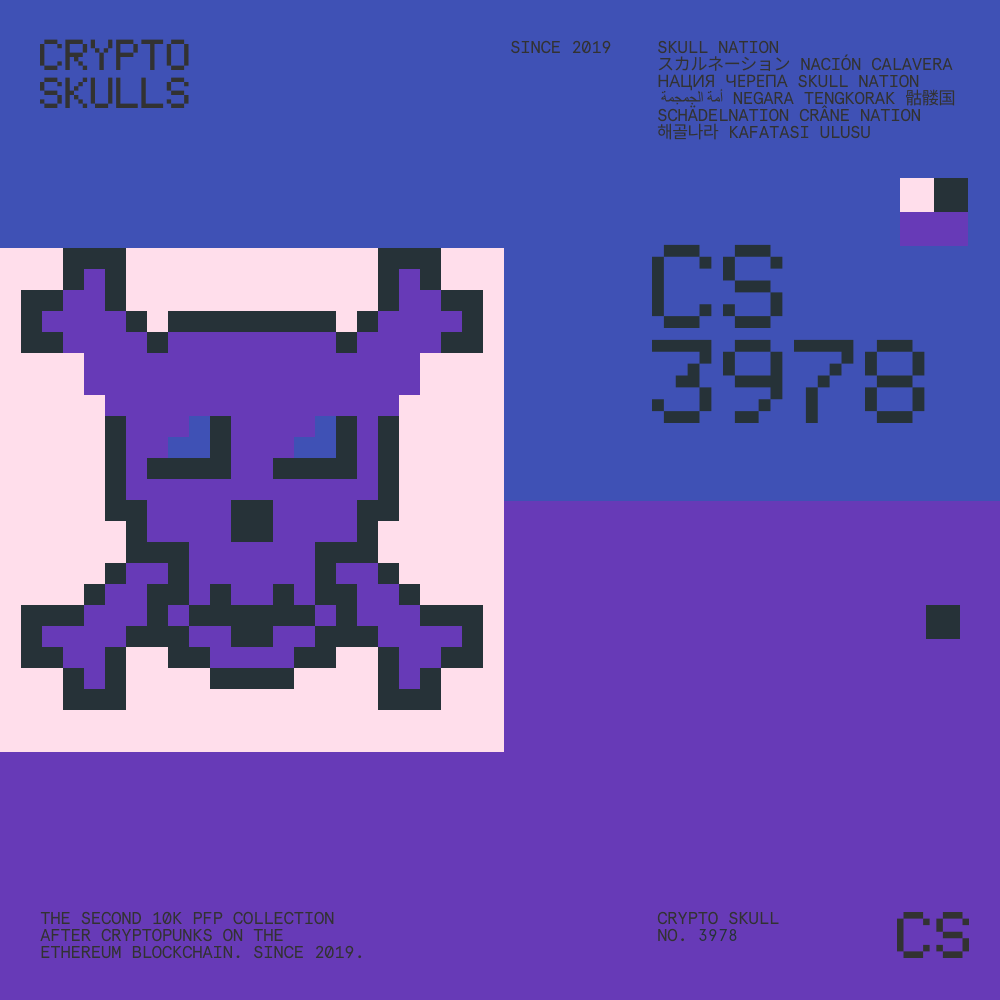 CRYPTO
SKULLS
SINCE 2019
SKULL NATION
スカルネーション NACIÓN CALAVERA
НАЦИЯ ЧЕРЕПА SKULL NATION
أمة الجمجمة NEGARA TENGKORAK 骷髅国
SCHÄDELNATION CRÂNE NATION
해골나라 KAFATASI ULUSU
CS
3978
THE SECOND 10K PFP COLLECTION
AFTER CRYPTOPUNKS ON THE
ETHEREUM BLOCKCHAIN. SINCE 2019.
CRYPTO SKULL
NO. 3978
CS